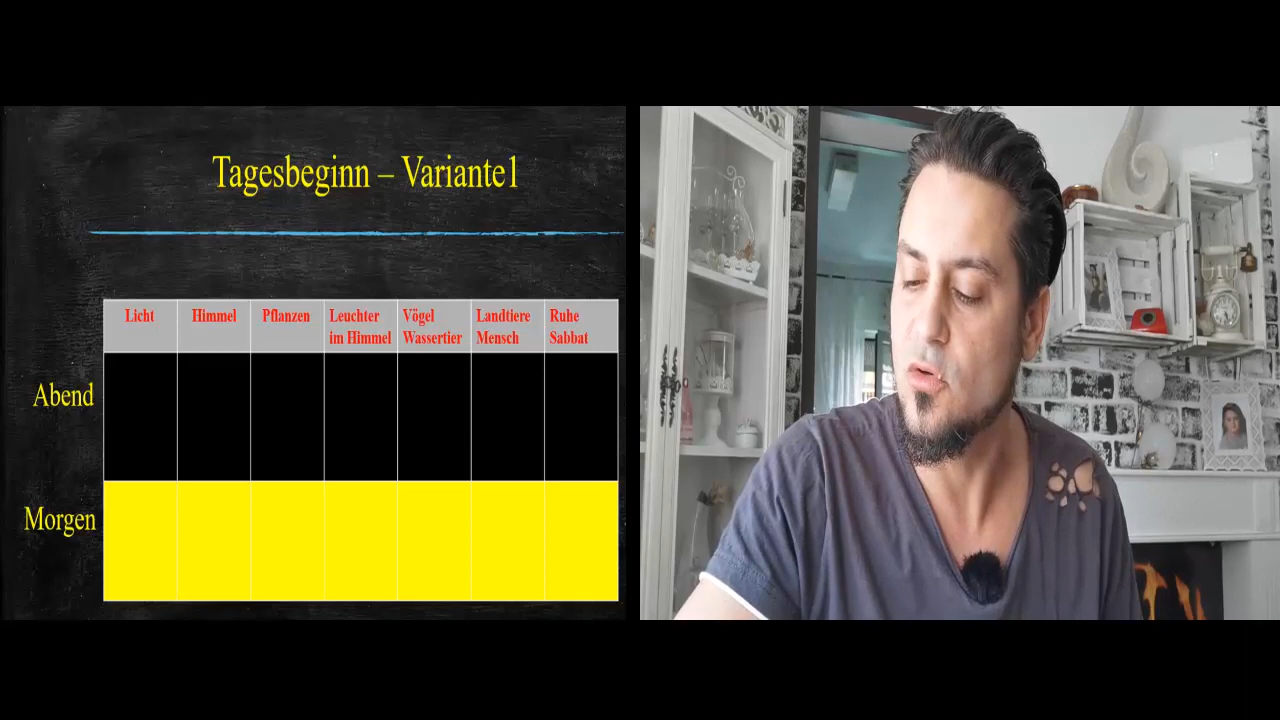 Tagesbeginn – Variante1
Licht
Himmel
Pflanzen
Leuchter
im Himmel
Vögel
Wassertier
Landtiere
Mensch
Ruhe
Sabbat
Abend
Morgen